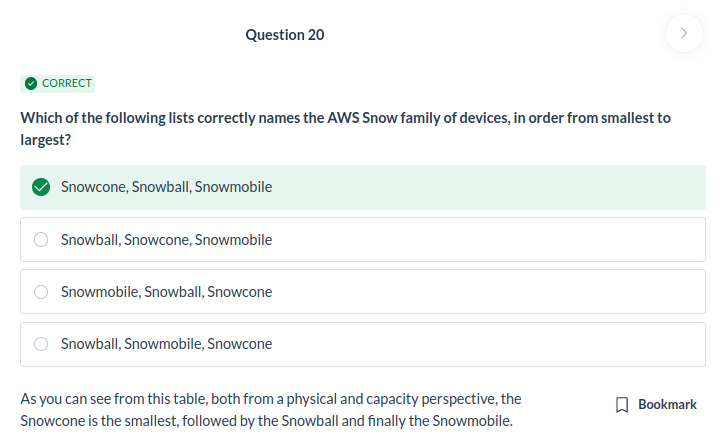 Question 20
CORRECT
Which of the following lists correctly names the AWS Snow family of devices, in order from smallest to
largest?
Snowcone, Snowball, Snowmobile
Snowball, Snowcone, Snowmobile
Snowmobile, Snowball, Snowcone
Snowball, Snowmobile, Snowcone
As you can see from this table, both from a physical and capacity perspective, the
Snowcone is the smallest, followed by the Snowball and finally the Snowmobile.
Bookmark